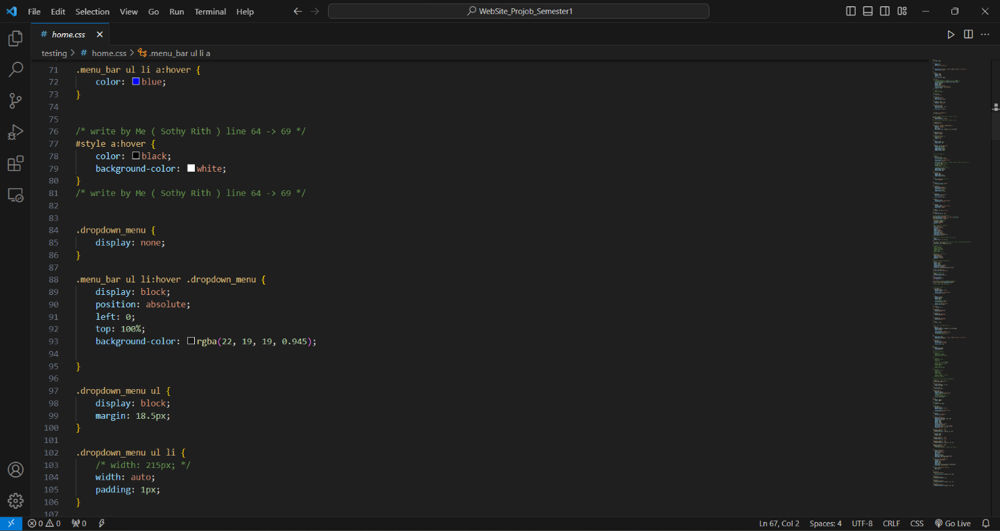 File Edit Selection View Go Run Terminal Help
WebSite_Projob_Semester1
# home.css
testing > # home.css > .menu_bar ul li a
71 .menu_bar ul li a:hover {
72     color: blue;
73 }
74
75
76 /* write by Me ( Sothy Rith ) line 64 -> 69 */
77 #style a:hover {
78     color: black;
79     background-color: white;
80 }
81 /* write by Me ( Sothy Rith ) line 64 -> 69 */
82
83
84 .dropdown_menu {
85     display: none;
86 }
87
88 .menu_bar ul li:hover .dropdown_menu {
89     display: block;
90     position: absolute;
91     left: 0;
92     top: 100%;
93     background-color: rgba(22, 19, 19, 0.945);
94
95 }
96
97 .dropdown_menu ul {
98     display: block;
99     margin: 18.5px;
100 }
101
102 .dropdown_menu ul li {
103     /* width: 215px; */
104     width: auto;
105     padding: 1px;
106 }
107
0 0 0 Ln 67, Col 2 Spaces: 4 UTF-8 CRLF CSS Go Live